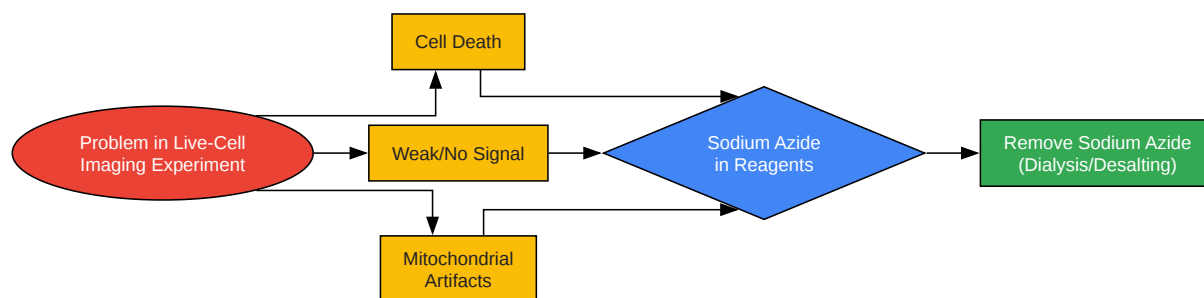 Problem in Live-Cell
Imaging Experiment
Cell Death
Weak/No Signal
Mitochondrial
Artifacts
Sodium Azide
in Reagents
Remove Sodium Azide
(Dialysis/Desalting)